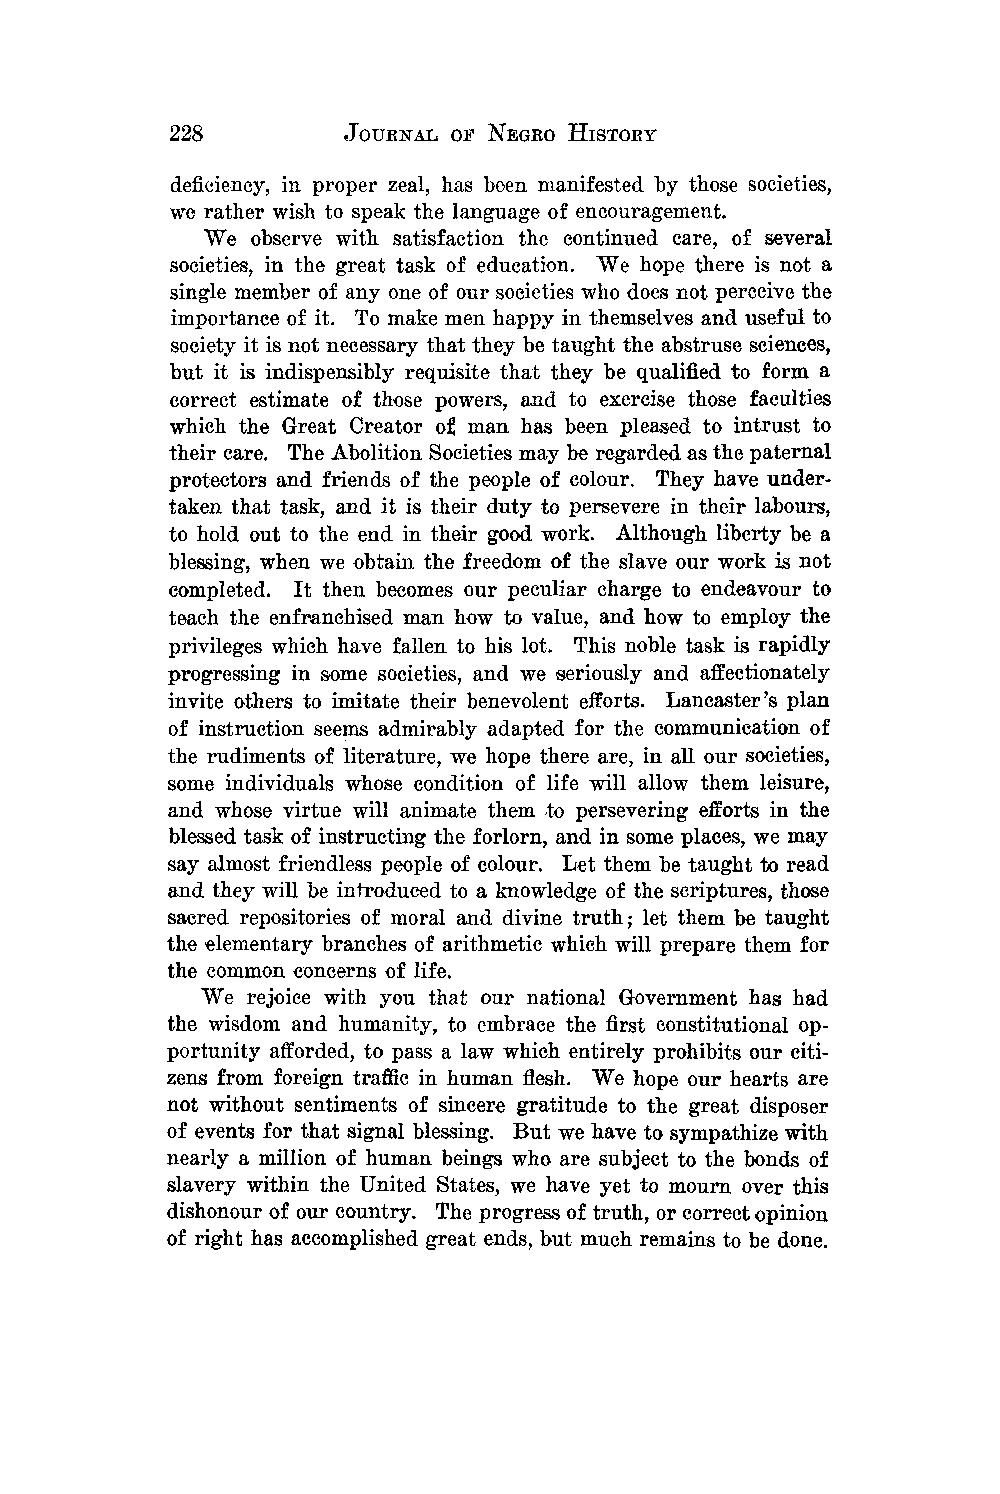 228 JOURNAL OF NEGRO HISTORY
deficiency, in proper zeal, has been manifested by those societies,
we rather wish to speak the language of encouragement.
We observe with satisfaction the continued care, of several
societies, in the great task of education. We hope there is not a
single member of any one of our societies who does not perceive the
importance of it. To make men happy in themselves and useful to
society it is not necessary that they be taught the abstruse sciences,
but it is indispensibly requisite that they be qualified to form a
correct estimate of those powers, and to exercise those faculties
which the Great Creator of man has been pleased to intrust to
their care. The Abolition Societies may be regarded as the paternal
protectors and friends of the people of colour. They have under-
taken that task, and it is their duty to persevere in their labours,
to hold out to the end in their good work. Although liberty be a
blessing, when we obtain the freedom of the slave our work is not
completed. It then becomes our peculiar charge to endeavour to
teach the enfranchised man how to value, and how to employ the
privileges which have fallen to his lot. This noble task is rapidly
progressing in some societies, and we seriously and affectionately
invite others to imitate their benevolent efforts. Lancaster's plan
of instruction seems admirably adapted for the communication of
the rudiments of literature, we hope there are, in all our societies,
some individuals whose condition of life will allow them leisure,
and whose virtue will animate them to persevering efforts in the
blessed task of instructing the forlorn, and in some places, we may
say almost friendless people of colour. Let them be taught to read
and they will be introduced to a knowledge of the scriptures, those
sacred repositories of moral and divine truth; let them be taught
the elementary branches of arithmetic which will prepare them for
the common concerns of life.
We rejoice with you that our national Government has had
the wisdom and humanity, to embrace the first constitutional op-
portunity afforded, to pass a law which entirely prohibits our citi-
zens from foreign traffic in human flesh. We hope our hearts are
not without sentiments of sincere gratitude to the great disposer
of events for that signal blessing. But we have to sympathize with
nearly a million of human beings who are subject to the bonds of
slavery within the United States, we have yet to mourn over this
dishonour of our country. The progress of truth, or correct opinion
of right has accomplished great ends, but much remains to be done.